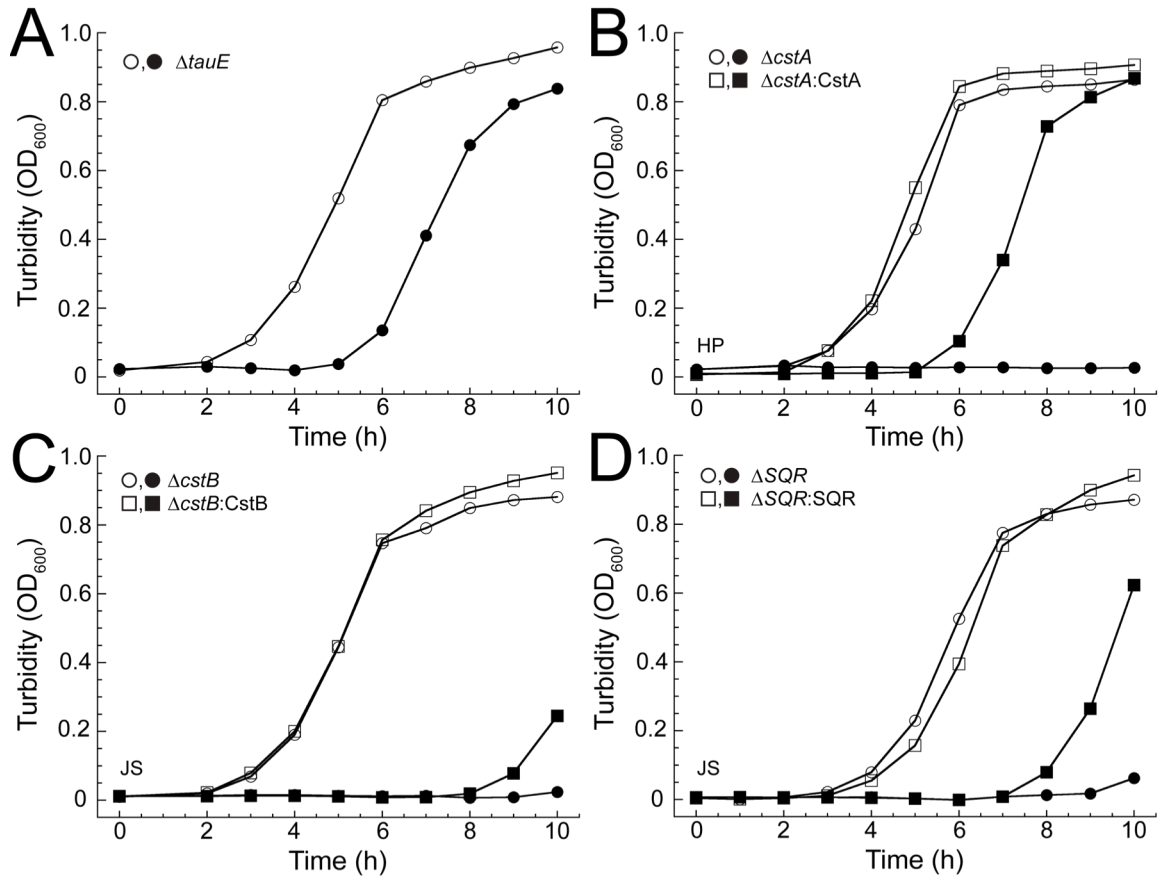 A
1.0
0.8
0.6
0.4
0.2
0
Turbidity (OD600)
○,● ΔtauE
0 2 4 6 8 10
Time (h)
B
1.0
0.8
0.6
0.4
0.2
0
Turbidity (OD600)
○,● ΔcstA
□,■ ΔcstA:CstA
HP
0 2 4 6 8 10
Time (h)
C
1.0
0.8
0.6
0.4
0.2
0
Turbidity (OD600)
○,● ΔcstB
□,■ ΔcstB:CstB
JS
0 2 4 6 8 10
Time (h)
D
1.0
0.8
0.6
0.4
0.2
0
Turbidity (OD600)
○,● ΔSQR
□,■ ΔSQR:SQR
JS
0 2 4 6 8 10
Time (h)